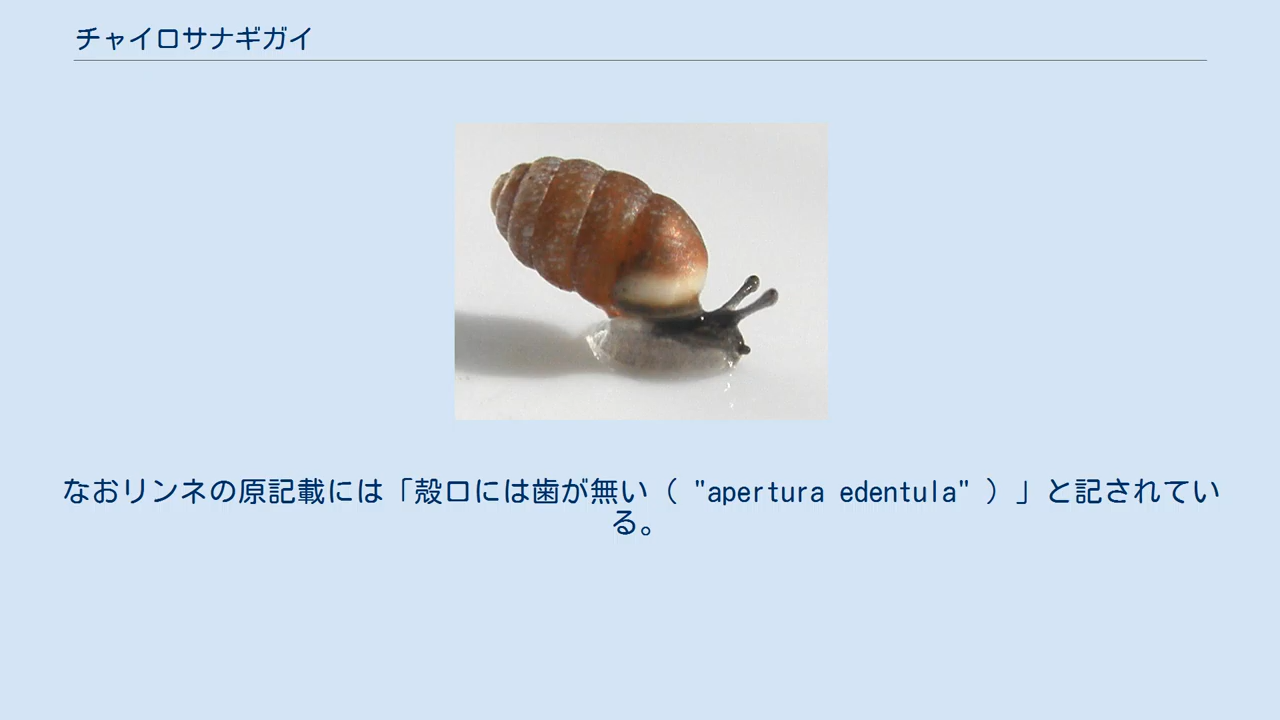 チャイロサナギガイ
なおリンネの原記載には「殻口には歯が無い（ "apertura edentula" ）」と記されてい
る。